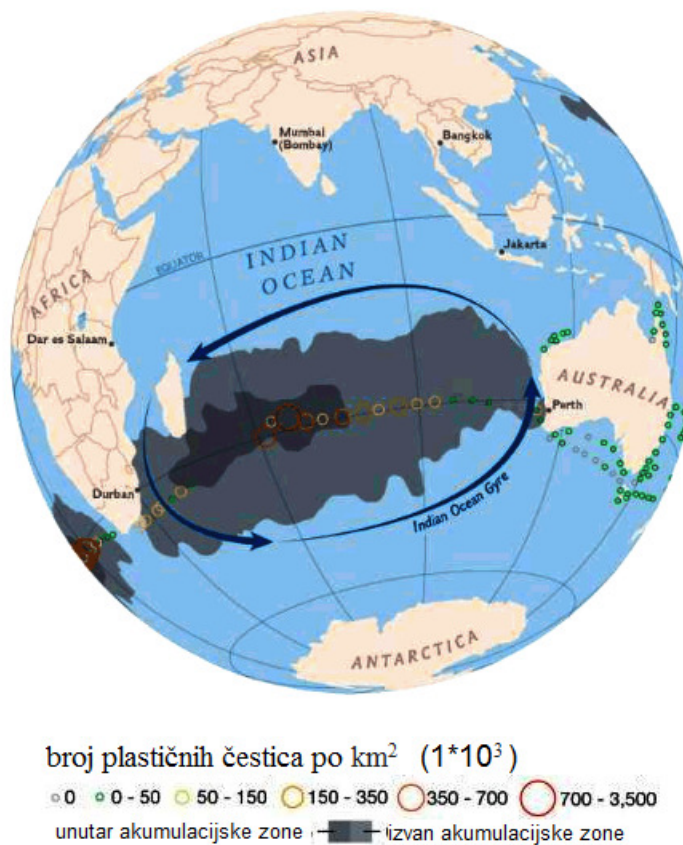 ASIA
Mumbai
(Bombay)
Bangkok
Jakarta
EQUATOR
INDIAN
OCEAN
AFRICA
Dar es Salaam
AUSTRALIA
Perth
Durban
Indian Ocean Gyre
ANTARCTICA
broj plastičnih čestica po km² (1*10³)
0 0 - 50 50 - 150 150 - 350 350 - 700 700 - 3,500
unutar akumulacijske zone izvan akumulacijske zone